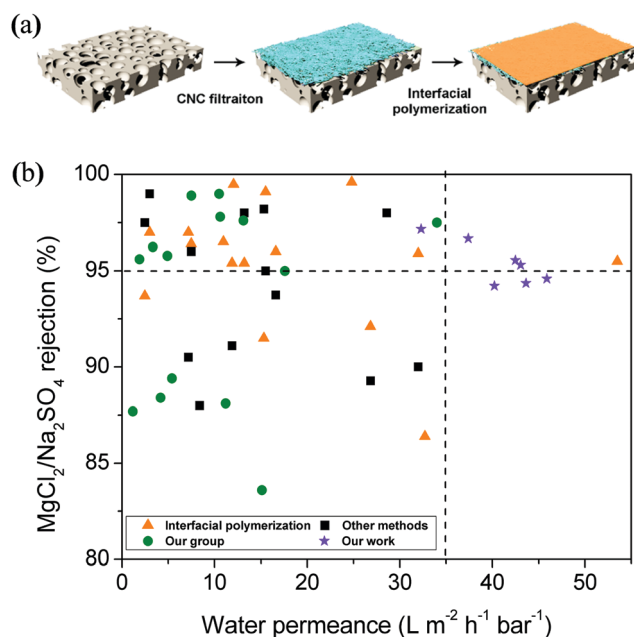 (a)
CNC filtraiton
Interfacial
polymerization
(b)
MgCl₂/Na₂SO₄ rejection (%)
100
95
90
85
80
Interfacial polymerization
Other methods
Our group
Our work
0 10 20 30 40 50
Water permeance (L m⁻² h⁻¹ bar⁻¹)